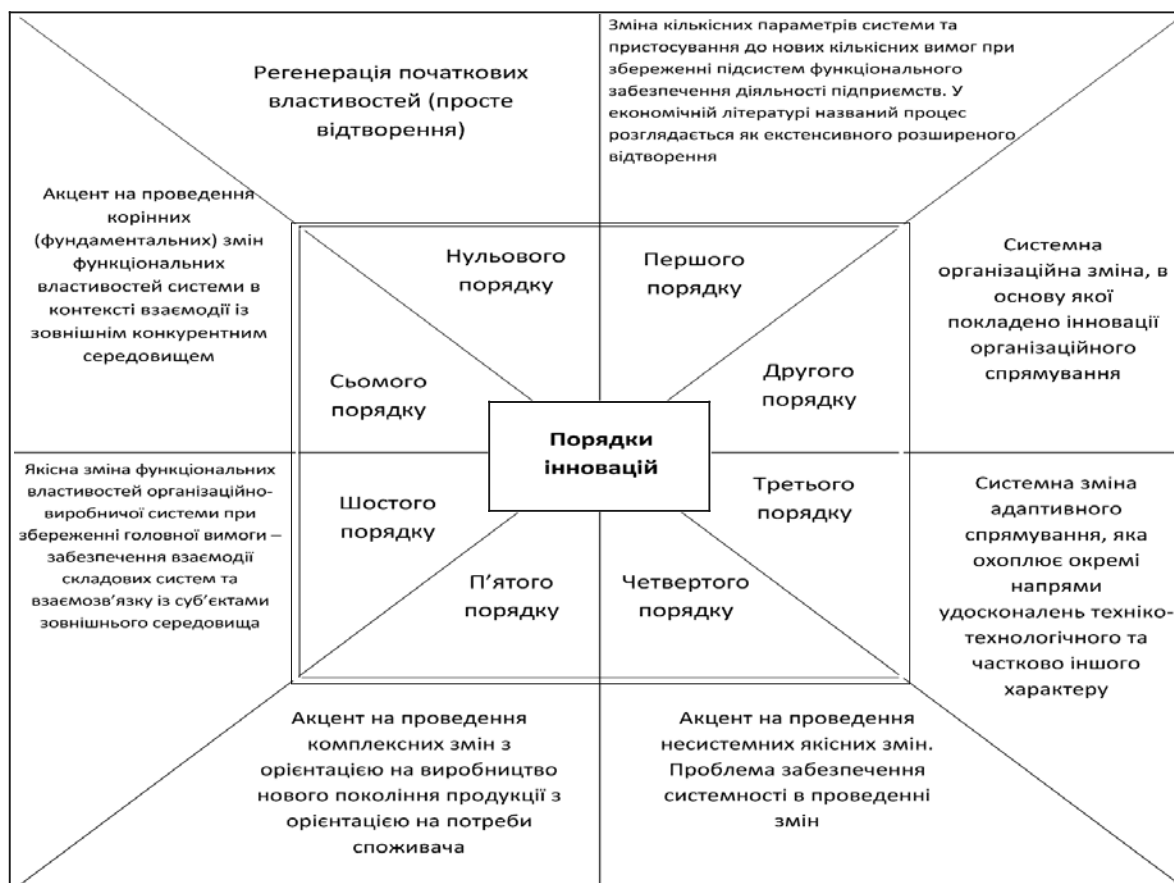 Регенерація початкових
властивостей (просте
відтворення)
Зміна кількісних параметрів системи та
пристосування до нових кількісних вимог при
збереженні підсистем функціонального
забезпечення діяльності підприємств. У
економічній літературі названий процес
розглядається як екстенсивного розширеного
відтворення
Акцент на проведення
корінних
(фундаментальних) змін
функціональних
властивостей системи в
контексті взаємодії із
зовнішнім конкурентним
середовищем
Нульового
порядку
Першого
порядку
Системна
організаційна зміна, в
основу якої
покладено інновації
організаційного
спрямування
Сьомого
порядку
Другого
порядку
Порядки
інновацій
Якісна зміна функціональних
властивостей організаційно-
виробничої системи при
збереженні головної вимоги –
забезпечення взаємодії
складових систем та
взаємозв’язку із суб’єктами
зовнішнього середовища
Шостого
порядку
Третього
порядку
Системна зміна
адаптивного
спрямування, яка
охоплює окремі
напрями
удосконалень техніко-
технологічного та
частково іншого
характеру
П’ятого
порядку
Четвертого
порядку
Акцент на проведення
комплексних змін з
орієнтацією на виробництво
нового покоління продукції з
орієнтацією на потреби
споживача
Акцент на проведення
несистемних якісних змін.
Проблема забезпечення
системності в проведенні
змін